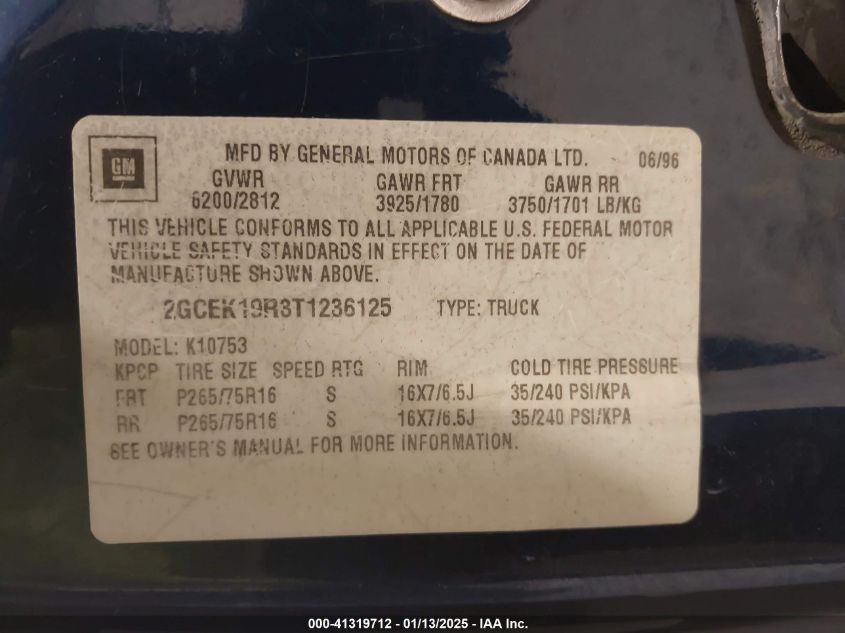 GM
MFD BY GENERAL MOTORS OF CANADA LTD. 06/96
GVWR GAWR FRT GAWR RR
6200/2812 3925/1780 3750/1701 LB/KG
THIS VEHICLE CONFORMS TO ALL APPLICABLE U.S. FEDERAL MOTOR
VEHICLE SAFETY STANDARDS IN EFFECT ON THE DATE OF
MANUFACTURE SHOWN ABOVE.
2GCEK19R3T1236125 TYPE: TRUCK
MODEL: K10753
KPCP TIRE SIZE SPEED RTG RIM COLD TIRE PRESSURE
FRT P265/75R16 S 16X7/6.5J 35/240 PSI/KPA
RR P265/75R16 S 16X7/6.5J 35/240 PSI/KPA
SEE OWNER'S MANUAL FOR MORE INFORMATION.
000-41319712 - 01/13/2025 - IAA Inc.